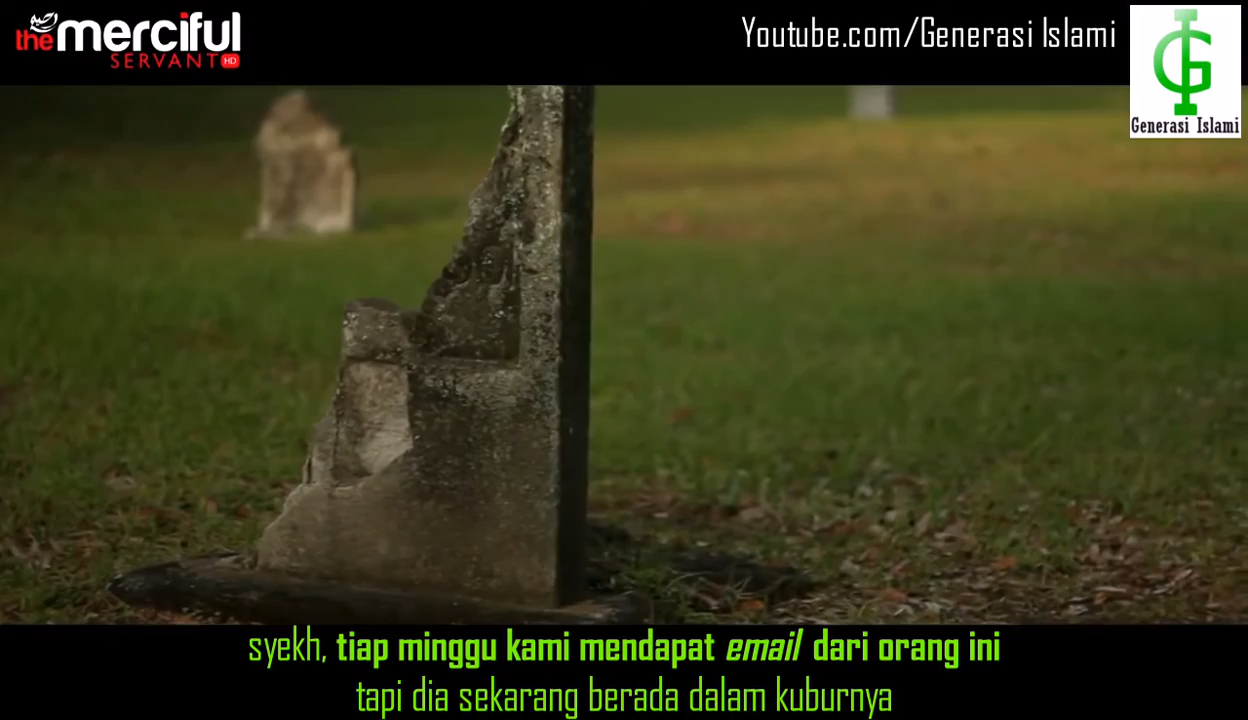 the merciful
SERVANT HD
Youtube.com/Generasi Islami
Generasi Islami
syekh, tiap minggu kami mendapat email dari orang ini
tapi dia sekarang berada dalam kuburnya